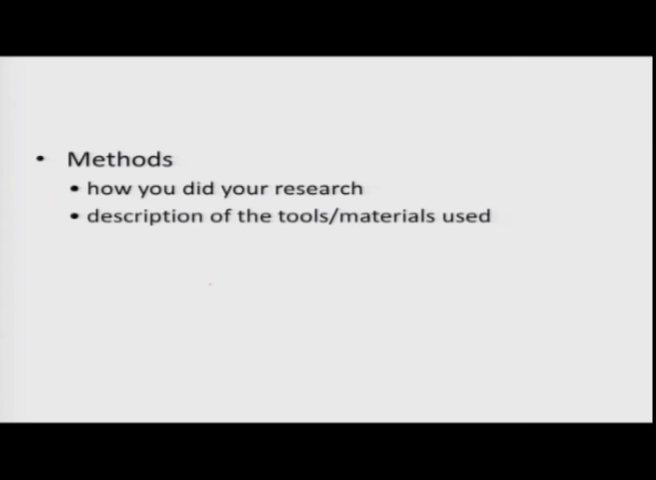 • Methods
• how you did your research
• description of the tools/materials used